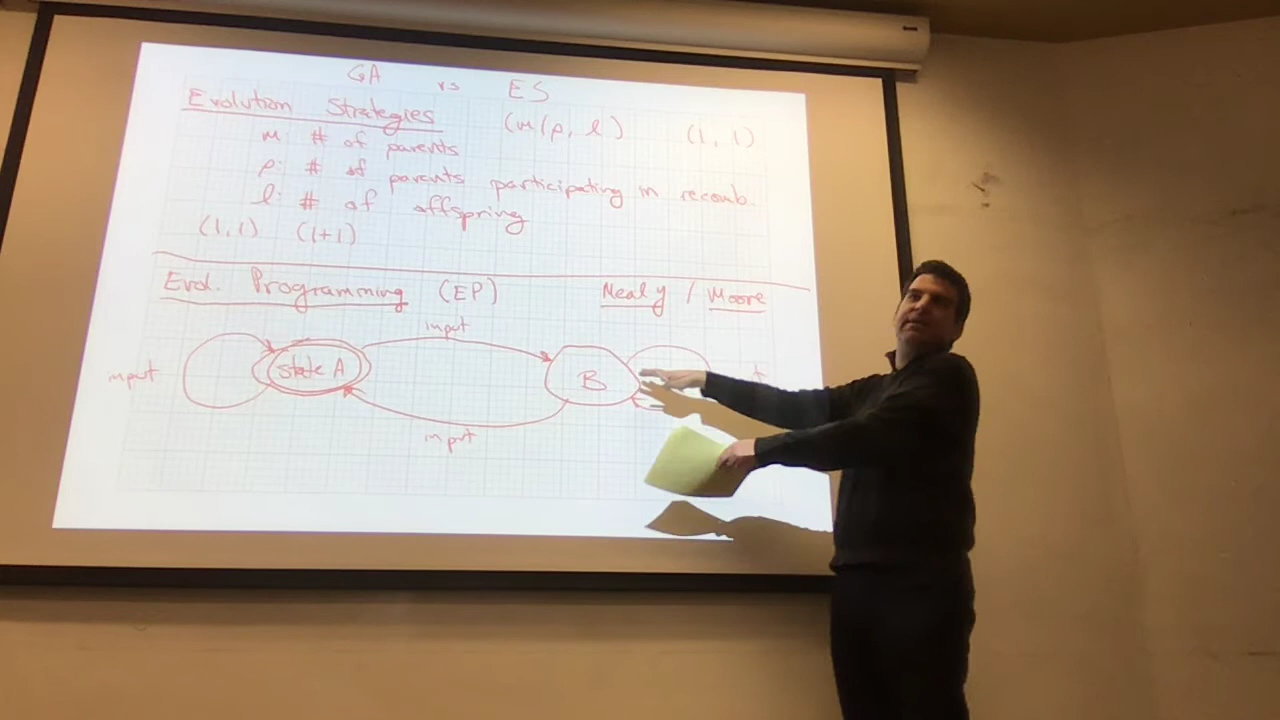 GA vs ES
Evolution Strategies (m/ρ, l) (1, 1)
m: # of parents
ρ: # of parents participating in recomb.
l: # of offspring
(1,1) (1+1)
Evol. Programming (EP) Mealy / Moore
input
input State A B
input